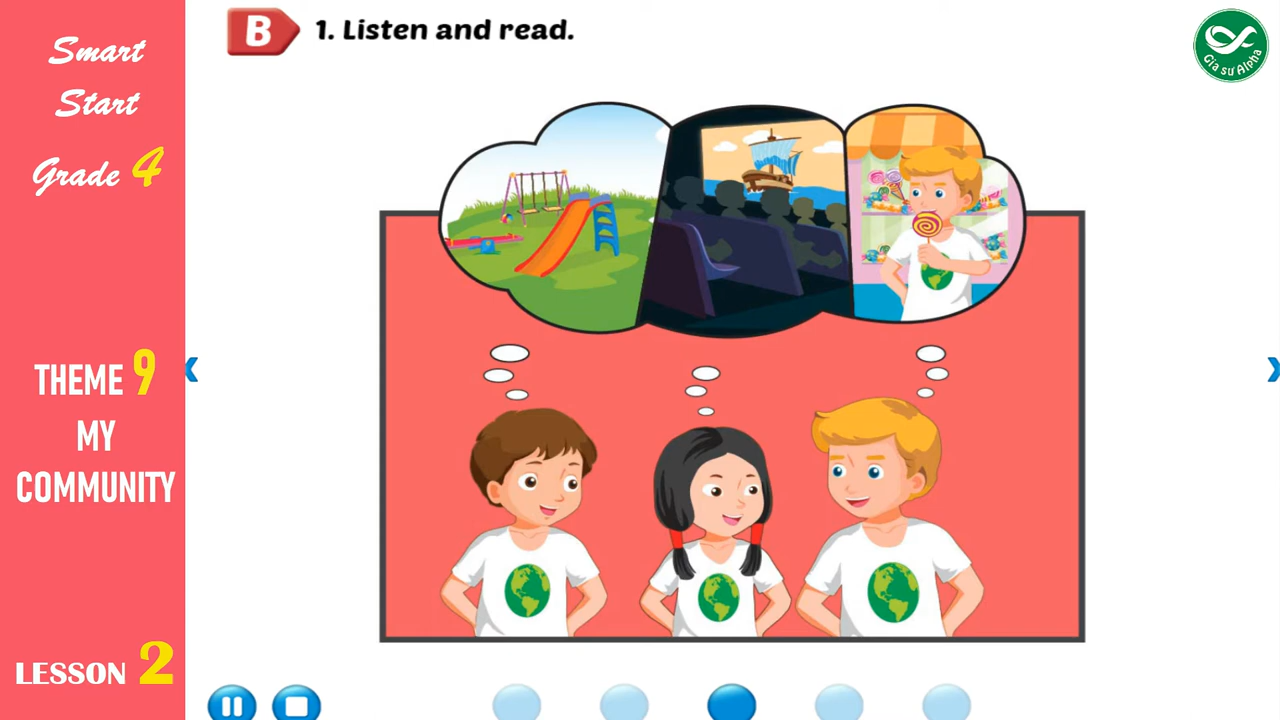 Smart
Start
Grade 4
THEME 9
MY
COMMUNITY
LESSON 2
B 1. Listen and read.
Gia sư Alpha